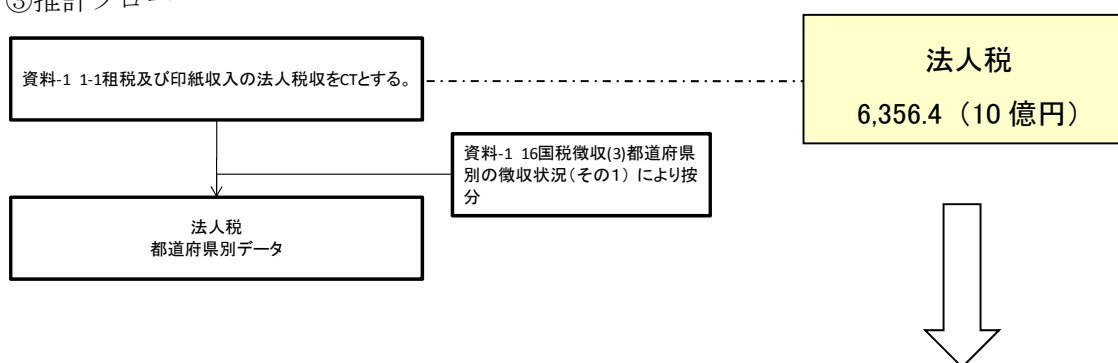 ③推計フロー
資料-1 1-1租税及び印紙収入の法人税収をCTとする。
法人税
6,356.4（10 億円）
資料-1 16国税徴収(3)都道府県
別の徴収状況（その１）により按
分
法人税
都道府県別データ